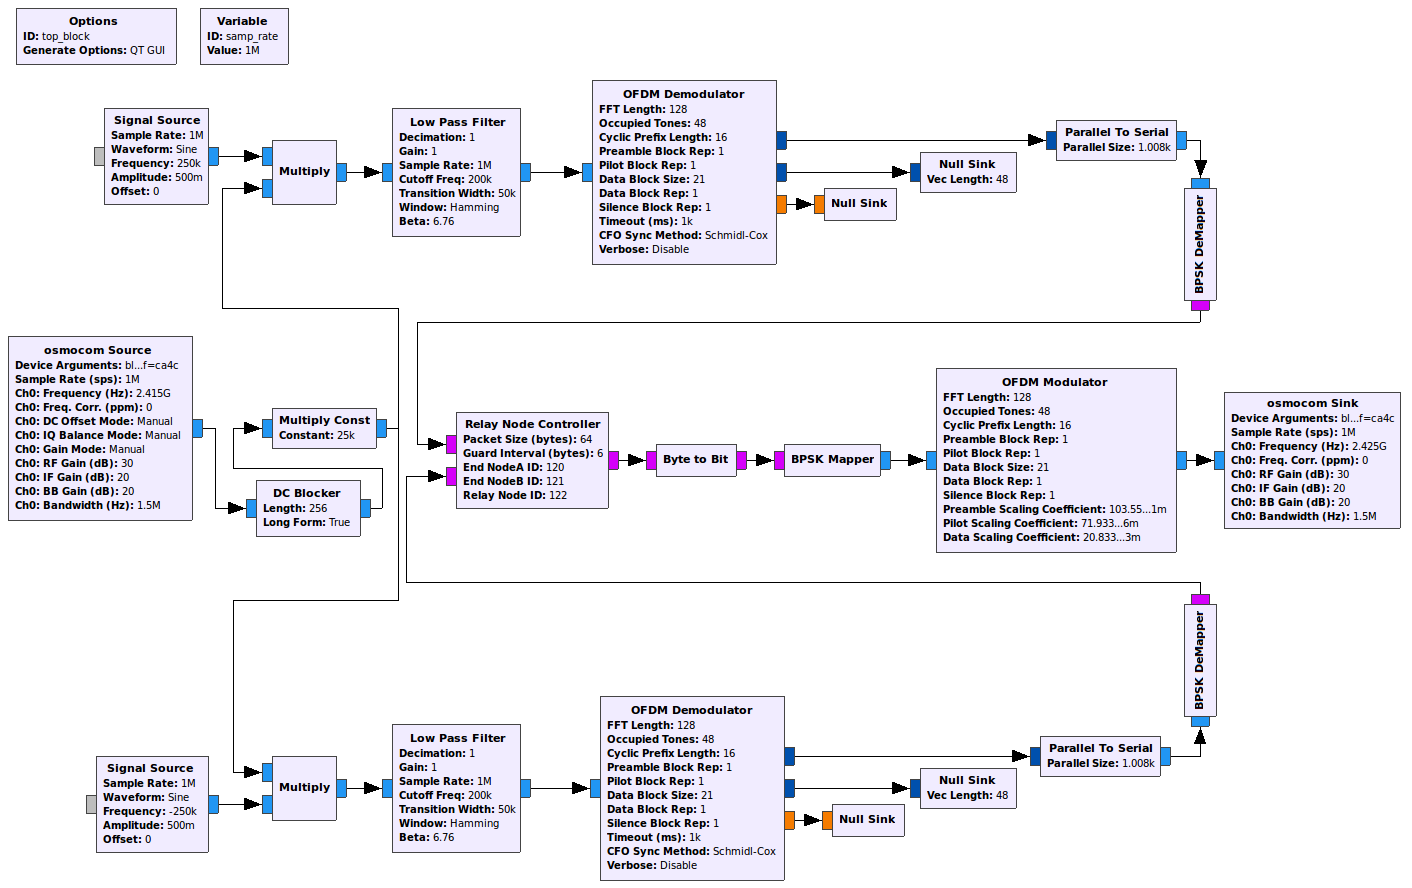 Options
ID: top_block
Generate Options: QT GUI
Variable
ID: samp_rate
Value: 1M
Signal Source
Sample Rate: 1M
Waveform: Sine
Frequency: 250k
Amplitude: 500m
Offset: 0
Multiply
Low Pass Filter
Decimation: 1
Gain: 1
Sample Rate: 1M
Cutoff Freq: 200k
Transition Width: 50k
Window: Hamming
Beta: 6.76
OFDM Demodulator
FFT Length: 128
Occupied Tones: 48
Cyclic Prefix Length: 16
Preamble Block Rep: 1
Pilot Block Rep: 1
Data Block Size: 21
Data Block Rep: 1
Silence Block Rep: 1
Timeout (ms): 1k
CFO Sync Method: Schmidl-Cox
Verbose: Disable
Null Sink
Vec Length: 48
Null Sink
Parallel To Serial
Parallel Size: 1.008k
BPSK DeMapper
osmocom Source
Device Arguments: bl...f=ca4c
Sample Rate (sps): 1M
Ch0: Frequency (Hz): 2.415G
Ch0: Freq. Corr. (ppm): 0
Ch0: DC Offset Mode: Manual
Ch0: IQ Balance Mode: Manual
Ch0: Gain Mode: Manual
Ch0: RF Gain (dB): 30
Ch0: IF Gain (dB): 20
Ch0: BB Gain (dB): 20
Ch0: Bandwidth (Hz): 1.5M
Multiply Const
Constant: 25k
DC Blocker
Length: 256
Long Form: True
Relay Node Controller
Packet Size (bytes): 64
Guard Interval (bytes): 6
End NodeA ID: 120
End NodeB ID: 121
Relay Node ID: 122
Byte to Bit
BPSK Mapper
OFDM Modulator
FFT Length: 128
Occupied Tones: 48
Cyclic Prefix Length: 16
Preamble Block Rep: 1
Pilot Block Rep: 1
Data Block Size: 21
Data Block Rep: 1
Silence Block Rep: 1
Preamble Scaling Coefficient: 103.55...1m
Pilot Scaling Coefficient: 71.933...6m
Data Scaling Coefficient: 20.833...3m
osmocom Sink
Device Arguments: bl...f=ca4c
Sample Rate (sps): 1M
Ch0: Frequency (Hz): 2.425G
Ch0: Freq. Corr. (ppm): 0
Ch0: RF Gain (dB): 30
Ch0: IF Gain (dB): 20
Ch0: BB Gain (dB): 20
Ch0: Bandwidth (Hz): 1.5M
BPSK DeMapper
Signal Source
Sample Rate: 1M
Waveform: Sine
Frequency: -250k
Amplitude: 500m
Offset: 0
Multiply
Low Pass Filter
Decimation: 1
Gain: 1
Sample Rate: 1M
Cutoff Freq: 200k
Transition Width: 50k
Window: Hamming
Beta: 6.76
OFDM Demodulator
FFT Length: 128
Occupied Tones: 48
Cyclic Prefix Length: 16
Preamble Block Rep: 1
Pilot Block Rep: 1
Data Block Size: 21
Data Block Rep: 1
Silence Block Rep: 1
Timeout (ms): 1k
CFO Sync Method: Schmidl-Cox
Verbose: Disable
Null Sink
Vec Length: 48
Null Sink
Parallel To Serial
Parallel Size: 1.008k